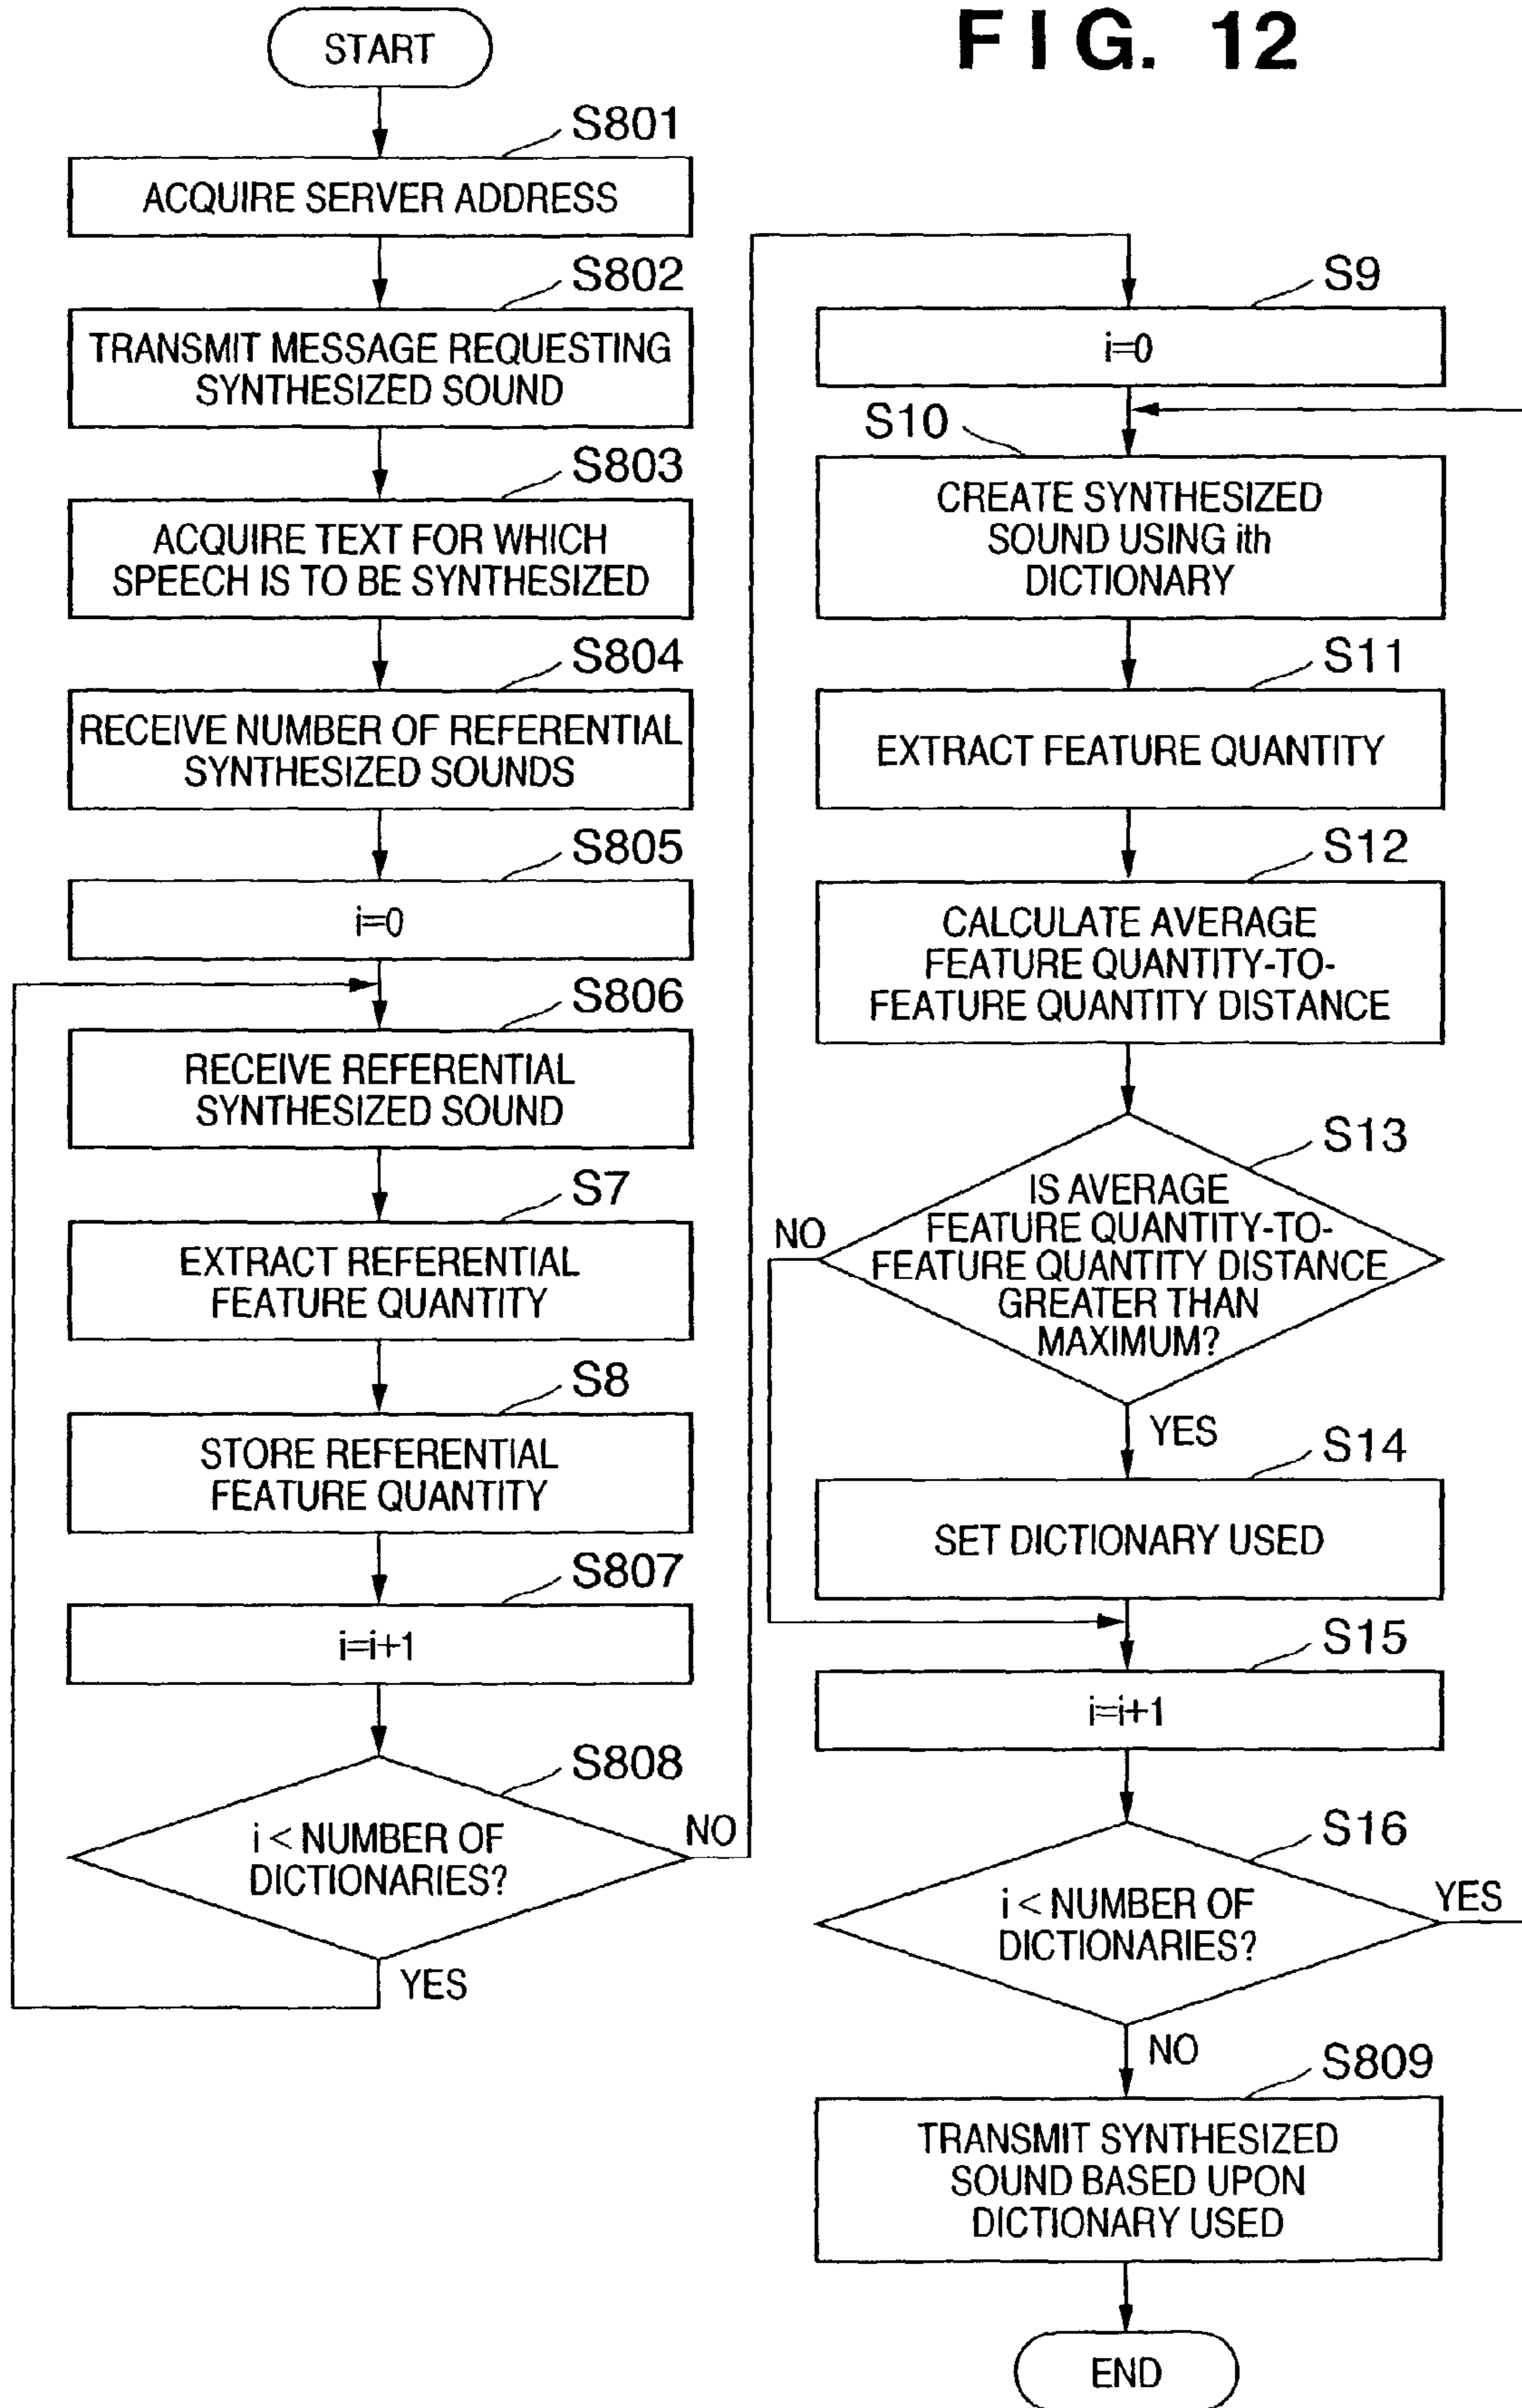 FIG. 12
START
S801
ACQUIRE SERVER ADDRESS
S802
TRANSMIT MESSAGE REQUESTING
SYNTHESIZED SOUND
S803
ACQUIRE TEXT FOR WHICH
SPEECH IS TO BE SYNTHESIZED
S804
RECEIVE NUMBER OF REFERENTIAL
SYNTHESIZED SOUNDS
S805
i=0
S806
RECEIVE REFERENTIAL
SYNTHESIZED SOUND
S7
EXTRACT REFERENTIAL
FEATURE QUANTITY
S8
STORE REFERENTIAL
FEATURE QUANTITY
S807
i=i+1
S808
i < NUMBER OF
DICTIONARIES?
NO
YES
S9
i=0
S10
CREATE SYNTHESIZED
SOUND USING ith
DICTIONARY
S11
EXTRACT FEATURE QUANTITY
S12
CALCULATE AVERAGE
FEATURE QUANTITY-TO-
FEATURE QUANTITY DISTANCE
S13
IS AVERAGE
FEATURE QUANTITY-TO-
FEATURE QUANTITY DISTANCE
GREATER THAN
MAXIMUM?
NO
YES
S14
SET DICTIONARY USED
S15
i=i+1
S16
i < NUMBER OF
DICTIONARIES?
YES
NO
S809
TRANSMIT SYNTHESIZED
SOUND BASED UPON
DICTIONARY USED
END